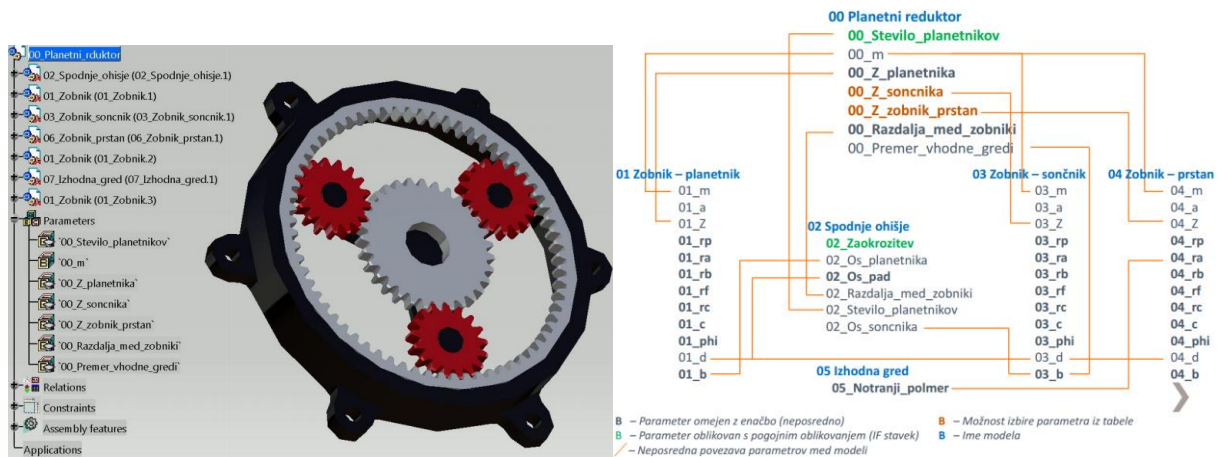 00_Planetni_rduktor
02_Spodnje_ohisje (02_Spodnje_ohisje.1)
01_Zobnik (01_Zobnik.1)
03_Zobnik_soncnik (03_Zobnik_soncnik.1)
06_Zobnik_prstan (06_Zobnik_prstan.1)
01_Zobnik (01_Zobnik.2)
07_Izhodna_gred (07_Izhodna_gred.1)
01_Zobnik (01_Zobnik.3)
Parameters
`00_Stevilo_planetnikov`
`00_m`
`00_Z_planetnika`
`00_Z_soncnika`
`00_Z_zobnik_prstan`
`00_Razdalja_med_zobniki`
`00_Premer_vhodne_gredi`
Relations
Constraints
Assembly features
Applications
00 Planetni reduktor
00_Stevilo_planetnikov
00_m
00_Z_planetnika
00_Z_soncnika
00_Z_zobnik_prstan
00_Razdalja_med_zobniki
00_Premer_vhodne_gredi
01 Zobnik – planetnik
01_m
01_a
01_Z
01_rp
01_ra
01_rb
01_rf
01_rc
01_c
01_phi
01_d
01_b
02 Spodnje ohišje
02_Zaokrozitev
02_Os_planetnika
02_Os_pad
02_Razdalja_med_zobniki
02_Stevilo_planetnikov
02_Os_soncnika
05 Izhodna gred
05_Notranji_polmer
03 Zobnik – sončnik
03_m
03_a
03_Z
03_rp
03_ra
03_rb
03_rf
03_rc
03_c
03_phi
03_d
03_b
04 Zobnik – prstan
04_m
04_a
04_Z
04_rp
04_ra
04_rb
04_rf
04_rc
04_c
04_phi
04_d
04_b
B – Parameter omejen z enačbo (neposredno)
B – Parameter oblikovan s pogojnim oblikovanjem (IF stavek)
– Neposredna povezava parametrov med modeli
B – Možnost izbire parametra iz tabele
B – Ime modela